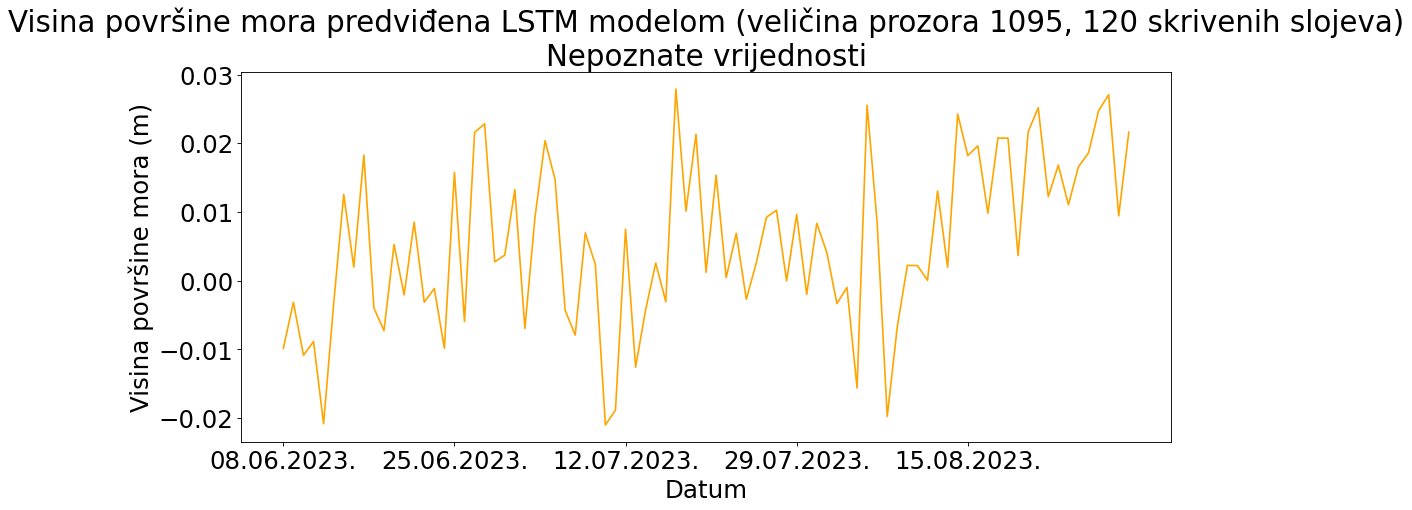 Visina površine mora predviđena LSTM modelom (veličina prozora 1095, 120 skrivenih slojeva)
Nepoznate vrijednosti
Visina površine mora (m)
0.03
0.02
0.01
0.00
−0.01
−0.02
08.06.2023. 25.06.2023. 12.07.2023. 29.07.2023. 15.08.2023.
Datum